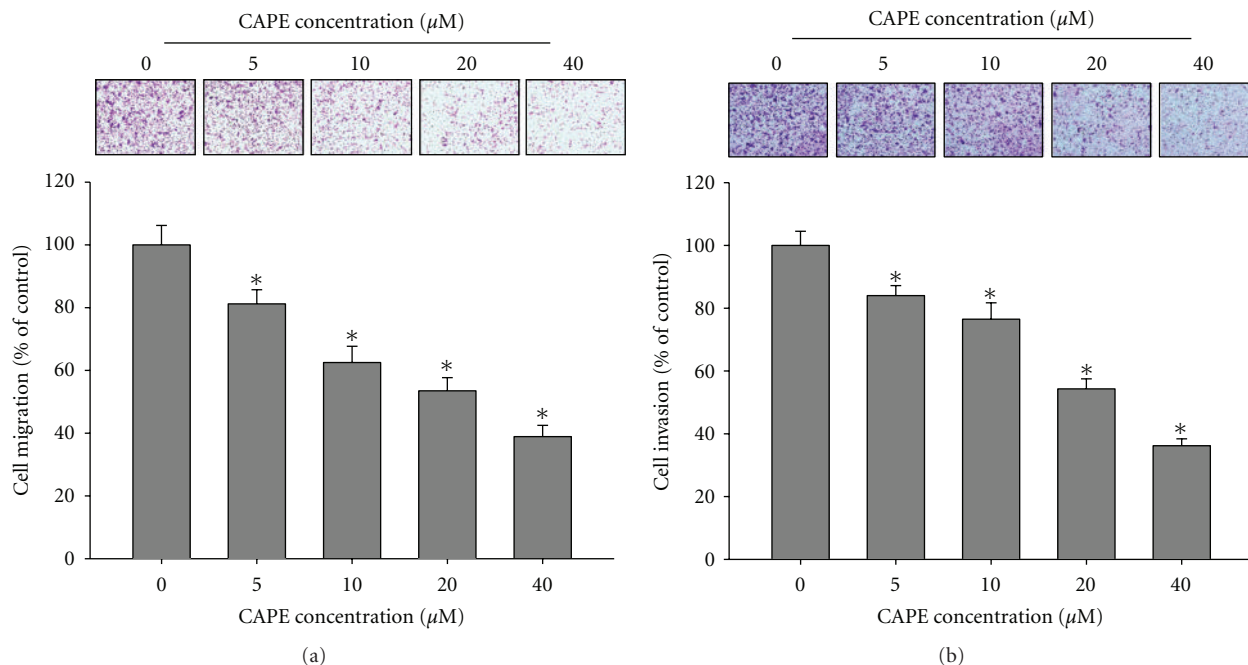 CAPE concentration (µM)
0 5 10 20 40
120
100
80
60
40
20
0
Cell migration (% of control)
* * * *
0 5 10 20 40
CAPE concentration (µM)
(a)
CAPE concentration (µM)
0 5 10 20 40
120
100
80
60
40
20
0
Cell invasion (% of control)
* * * *
0 5 10 20 40
CAPE concentration (µM)
(b)